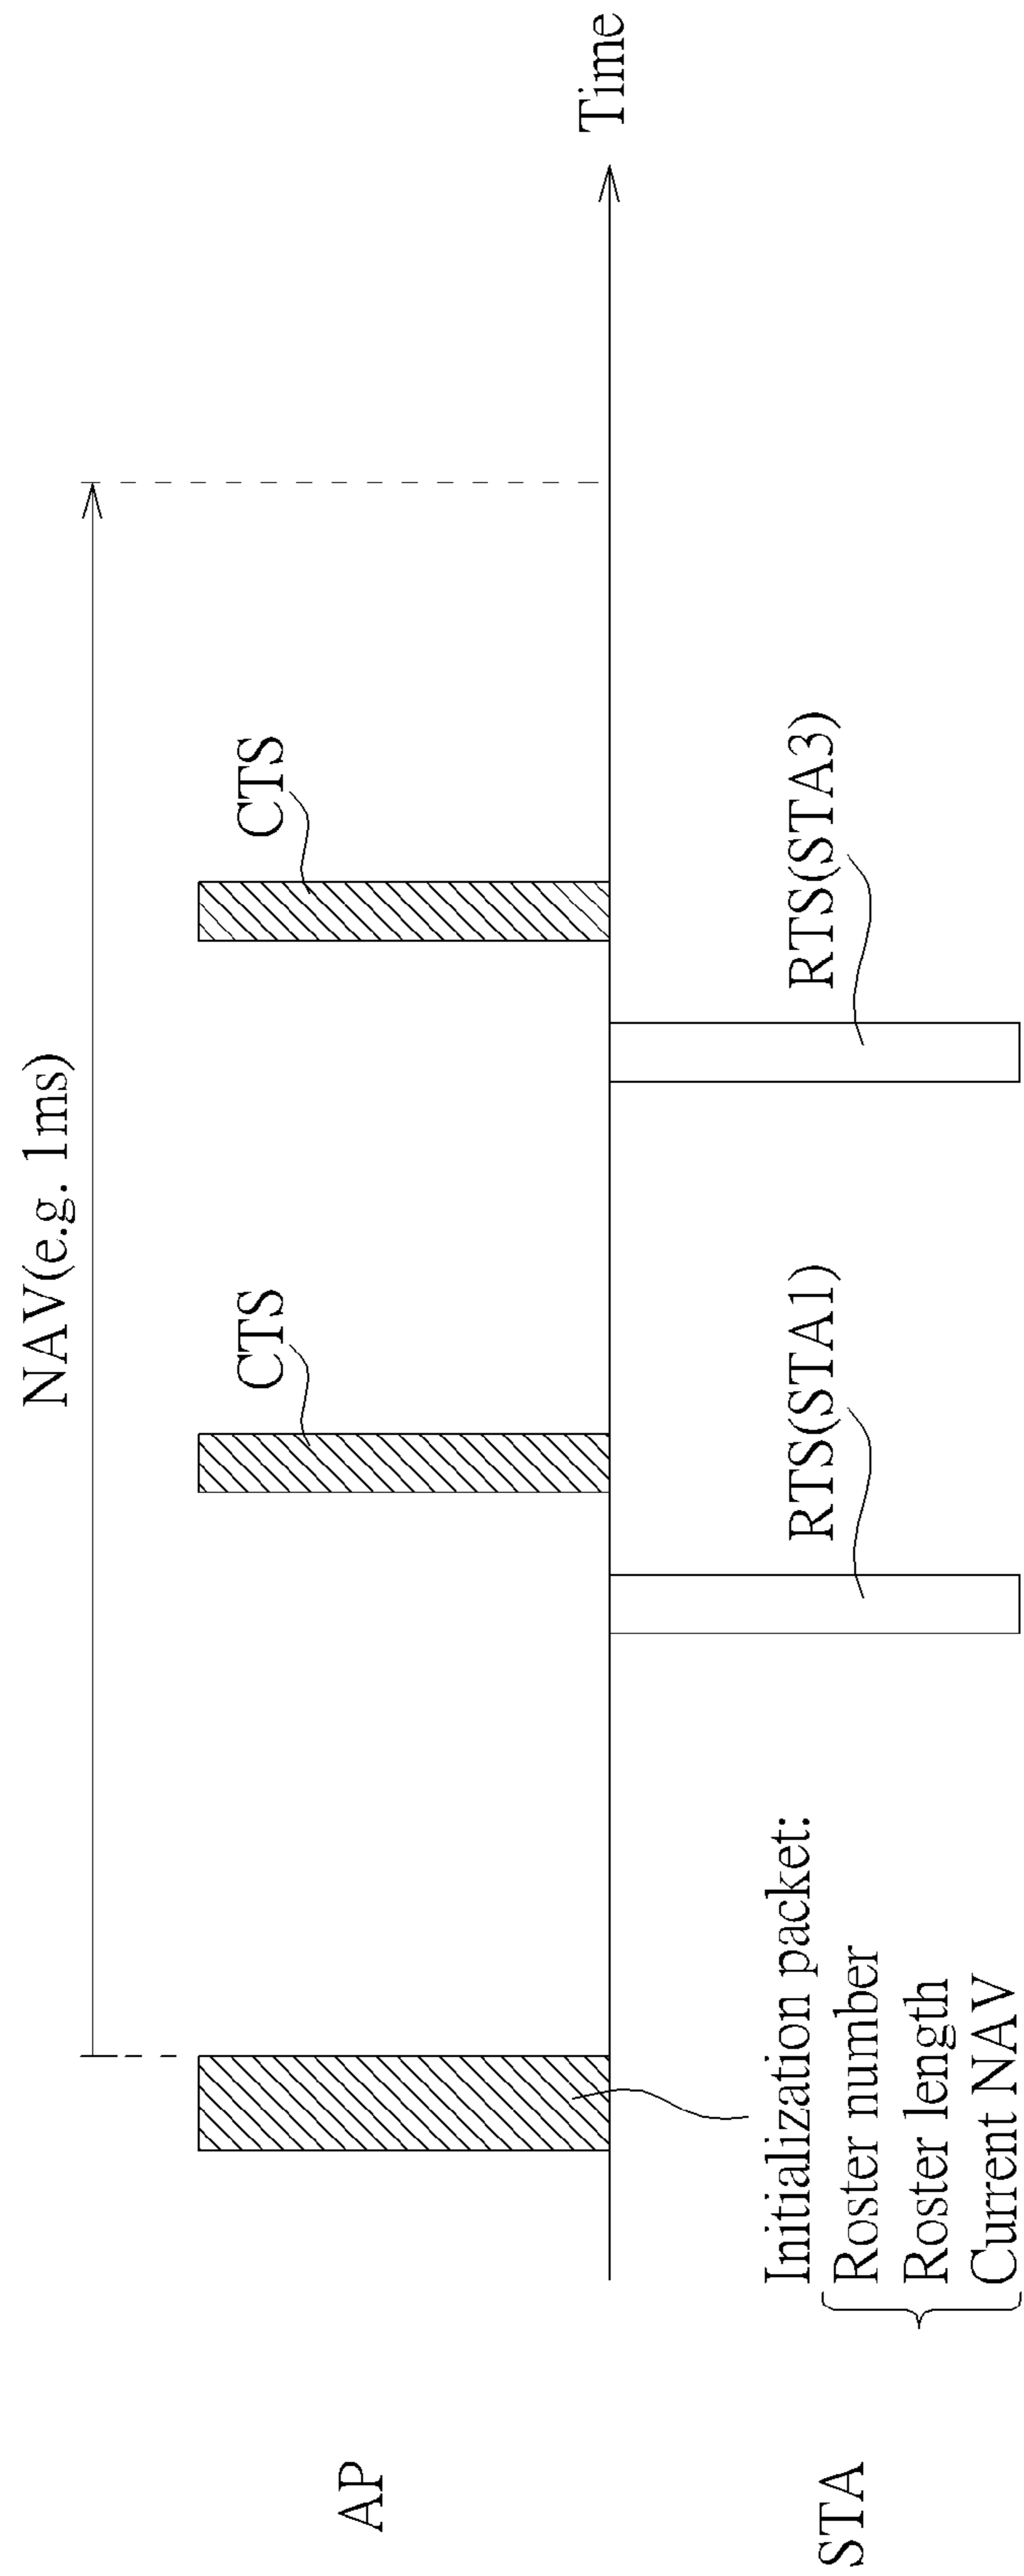 NAV(e.g. 1ms)
AP
CTS
CTS
Time
STA
Initialization packet:
Roster number
Roster length
Current NAV
RTS(STA1)
RTS(STA3)